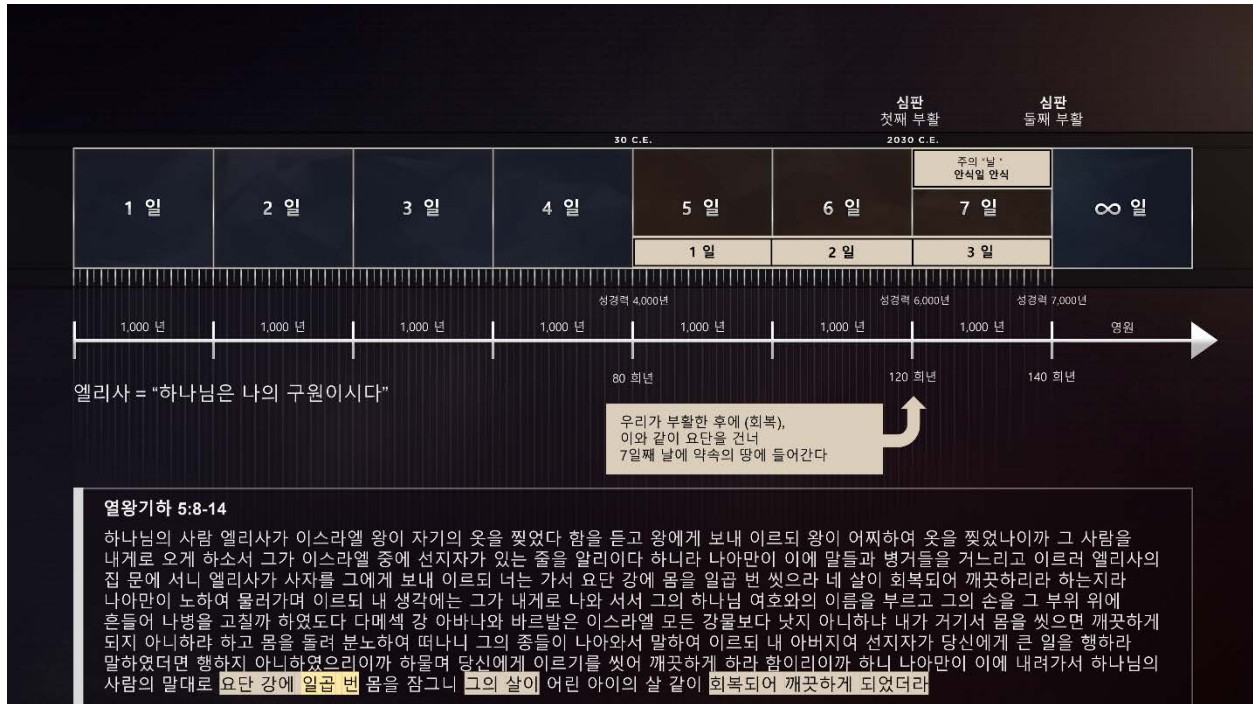 심판
첫째 부활
심판
둘째 부활
30 C.E.
2030 C.E.
주의 "날"
안식일 안식
1 일
2 일
3 일
4 일
5 일
6 일
7 일
∞ 일
1 일
2 일
3 일
성경력 4,000년
성경력 6,000년
성경력 7,000년
1,000 년
1,000 년
1,000 년
1,000 년
1,000 년
1,000 년
1,000 년
영원
80 희년
120 희년
140 희년
엘리사 = “하나님은 나의 구원이시다”
우리가 부활한 후에 (회복),
이와 같이 요단을 건너
7일째 날에 약속의 땅에 들어간다
열왕기하 5:8-14
하나님의 사람 엘리사가 이스라엘 왕이 자기의 옷을 찢었다 함을 듣고 왕에게 보내 이르되 왕이 어찌하여 옷을 찢었나이까 그 사람을
내게로 오게 하소서 그가 이스라엘 중에 선지자가 있는 줄을 알리이다 하니라 나아만이 이에 말들과 병거들을 거느리고 이르러 엘리사의
집 문에 서니 엘리사가 사자를 그에게 보내 이르되 너는 가서 요단 강에 몸을 일곱 번 씻으라 네 살이 회복되어 깨끗하리라 하는지라
나아만이 노하여 물러가며 이르되 내 생각에는 그가 내게로 나와 서서 그의 하나님 여호와의 이름을 부르고 그의 손을 그 부위 위에
흔들어 나병을 고칠까 하였도다 다메섹 강 아바나와 바르발은 이스라엘 모든 강물보다 낫지 아니하냐 내가 거기서 몸을 씻으면 깨끗하게
되지 아니하랴 하고 몸을 돌려 분노하여 떠나니 그의 종들이 나아와서 말하여 이르되 내 아버지여 선지자가 당신에게 큰 일을 행하라
말하였더면 행하지 아니하였으리이까 하물며 당신에게 이르기를 씻어 깨끗하게 하라 함이리이까 하니 나아만이 이에 내려가서 하나님의
사람의 말대로 요단 강에 일곱 번 몸을 잠그니 그의 살이 어린 아이의 살 같이 회복되어 깨끗하게 되었더라